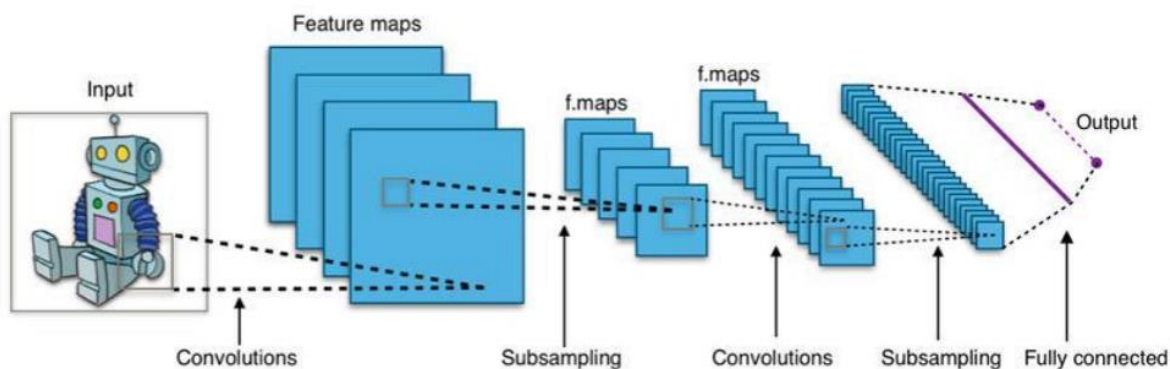 Feature maps
Input
f.maps
f.maps
Output
Convolutions
Subsampling
Convolutions
Subsampling
Fully connected